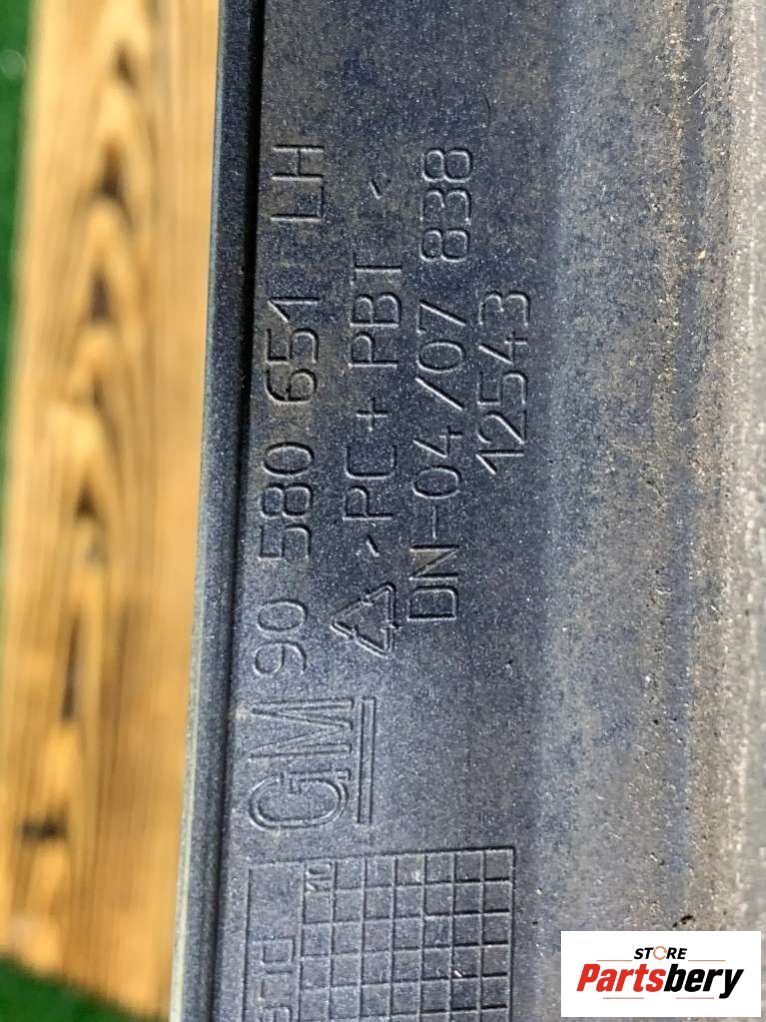 GM 90 580 651 LH
>PC + PBT<
DN-04/07 838
12543
STORE
Partsbery